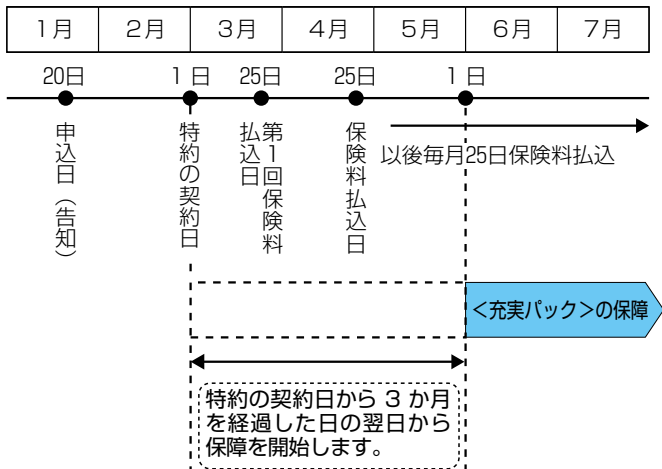 1月 2月 3月 4月 5月 6月 7月
20日 1日 25日 25日 1日
申込日（告知）
特約の契約日
第1回保険料
払込日
保険料払込日
以後毎月25日保険料払込
＜充実パック＞の保障
特約の契約日から 3 か月
を経過した日の翌日から
保障を開始します。